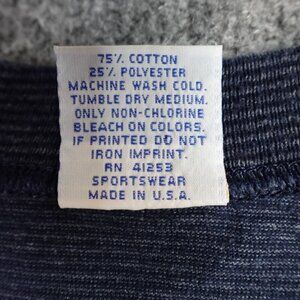 75% COTTON
25% POLYESTER
MACHINE WASH COLD.
TUMBLE DRY MEDIUM.
ONLY NON-CHLORINE
BLEACH ON COLORS.
IF PRINTED DO NOT
IRON IMPRINT.
RN 41253
SPORTSWEAR
MADE IN U.S.A.